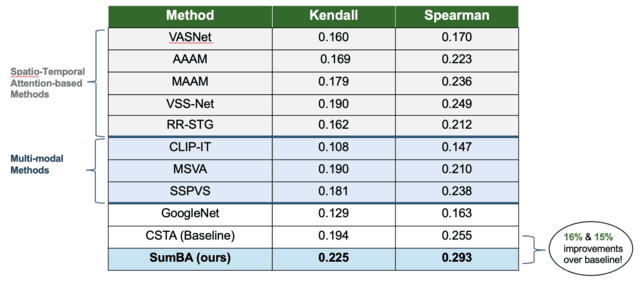 Method Kendall Spearman
VASNet 0.160 0.170
AAAM 0.169 0.223
MAAM 0.179 0.236
VSS-Net 0.190 0.249
RR-STG 0.162 0.212
Spatio-Temporal
Attention-based
Methods
CLIP-IT 0.108 0.147
MSVA 0.190 0.210
SSPVS 0.181 0.238
Multi-modal
Methods
GoogleNet 0.129 0.163
CSTA (Baseline) 0.194 0.255
SumBA (ours) 0.225 0.293
16% & 15%
improvements
over baseline!